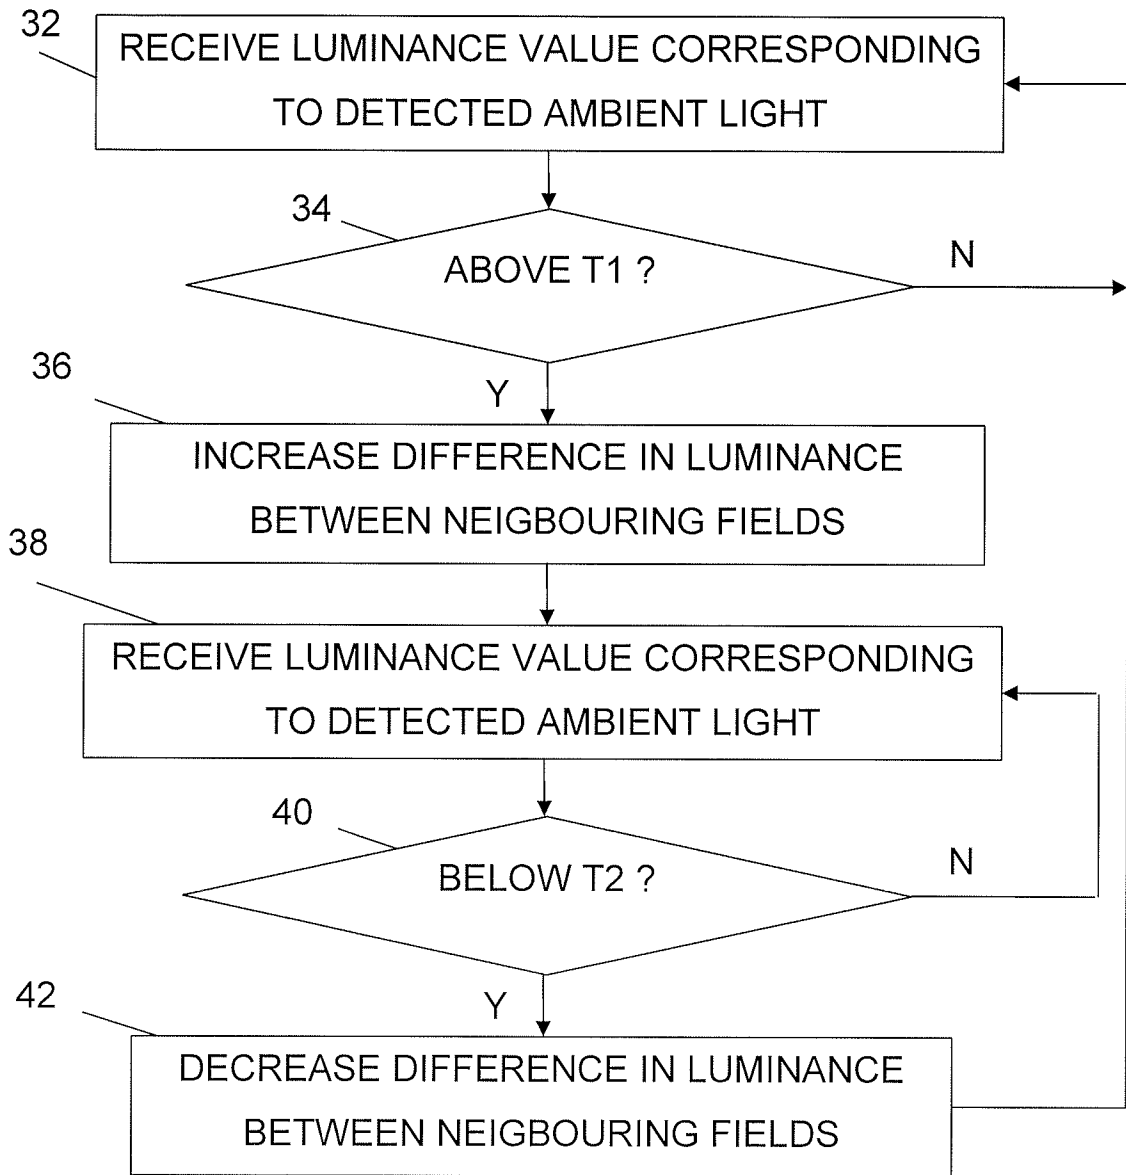 32
RECEIVE LUMINANCE VALUE CORRESPONDING
TO DETECTED AMBIENT LIGHT
34
ABOVE T1 ?
N
Y
36
INCREASE DIFFERENCE IN LUMINANCE
BETWEEN NEIGBOURING FIELDS
38
RECEIVE LUMINANCE VALUE CORRESPONDING
TO DETECTED AMBIENT LIGHT
40
BELOW T2 ?
N
Y
42
DECREASE DIFFERENCE IN LUMINANCE
BETWEEN NEIGBOURING FIELDS